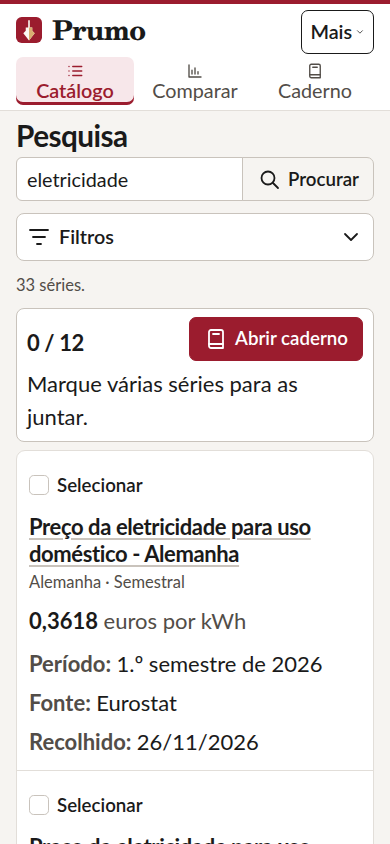 Prumo
Mais
Catálogo
Comparar
Caderno
Pesquisa
eletricidade
Procurar
Filtros
33 séries.
0 / 12
Abrir caderno
Marque várias séries para as
juntar.
Selecionar
Preço da eletricidade para uso
doméstico - Alemanha
Alemanha · Semestral
0,3618 euros por kWh
Período: 1.º semestre de 2026
Fonte: Eurostat
Recolhido: 26/11/2026
Selecionar